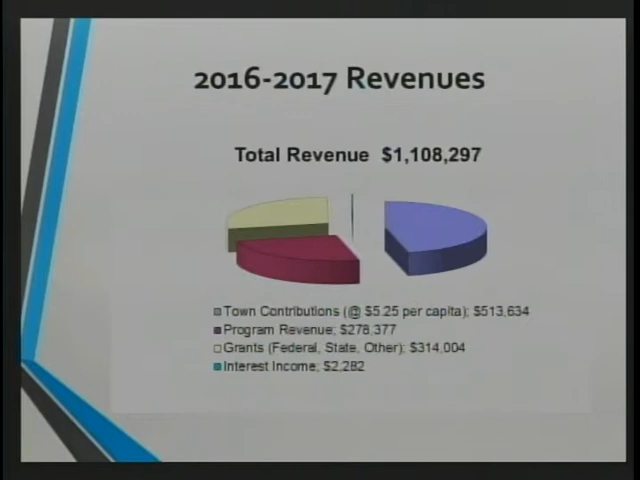 2016-2017 Revenues
Total Revenue $1,108,297
Town Contributions (@ $5.25 per capita); $513,634
Program Revenue; $278,377
Grants (Federal, State, Other); $314,004
Interest Income; $2,282